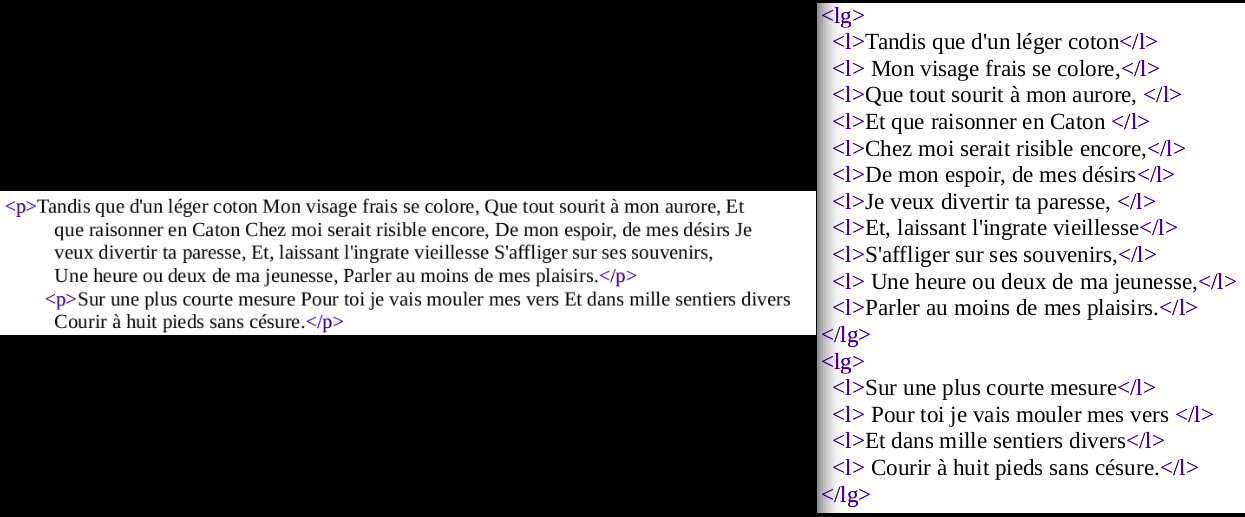 <p>Tandis que d'un léger coton Mon visage frais se colore, Que tout sourit à mon aurore, Et
que raisonner en Caton Chez moi serait risible encore, De mon espoir, de mes désirs Je
veux divertir ta paresse, Et, laissant l'ingrate vieillesse S'affliger sur ses souvenirs,
Une heure ou deux de ma jeunesse, Parler au moins de mes plaisirs.</p>
<p>Sur une plus courte mesure Pour toi je vais mouler mes vers Et dans mille sentiers divers
Courir à huit pieds sans césure.</p>
<lg>
<l>Tandis que d'un léger coton</l>
<l> Mon visage frais se colore,</l>
<l>Que tout sourit à mon aurore, </l>
<l>Et que raisonner en Caton </l>
<l>Chez moi serait risible encore,</l>
<l>De mon espoir, de mes désirs</l>
<l>Je veux divertir ta paresse, </l>
<l>Et, laissant l'ingrate vieillesse</l>
<l>S'affliger sur ses souvenirs,</l>
<l> Une heure ou deux de ma jeunesse,</l>
<l>Parler au moins de mes plaisirs.</l>
</lg>
<lg>
<l>Sur une plus courte mesure</l>
<l> Pour toi je vais mouler mes vers </l>
<l>Et dans mille sentiers divers</l>
<l> Courir à huit pieds sans césure.</l>
</lg>